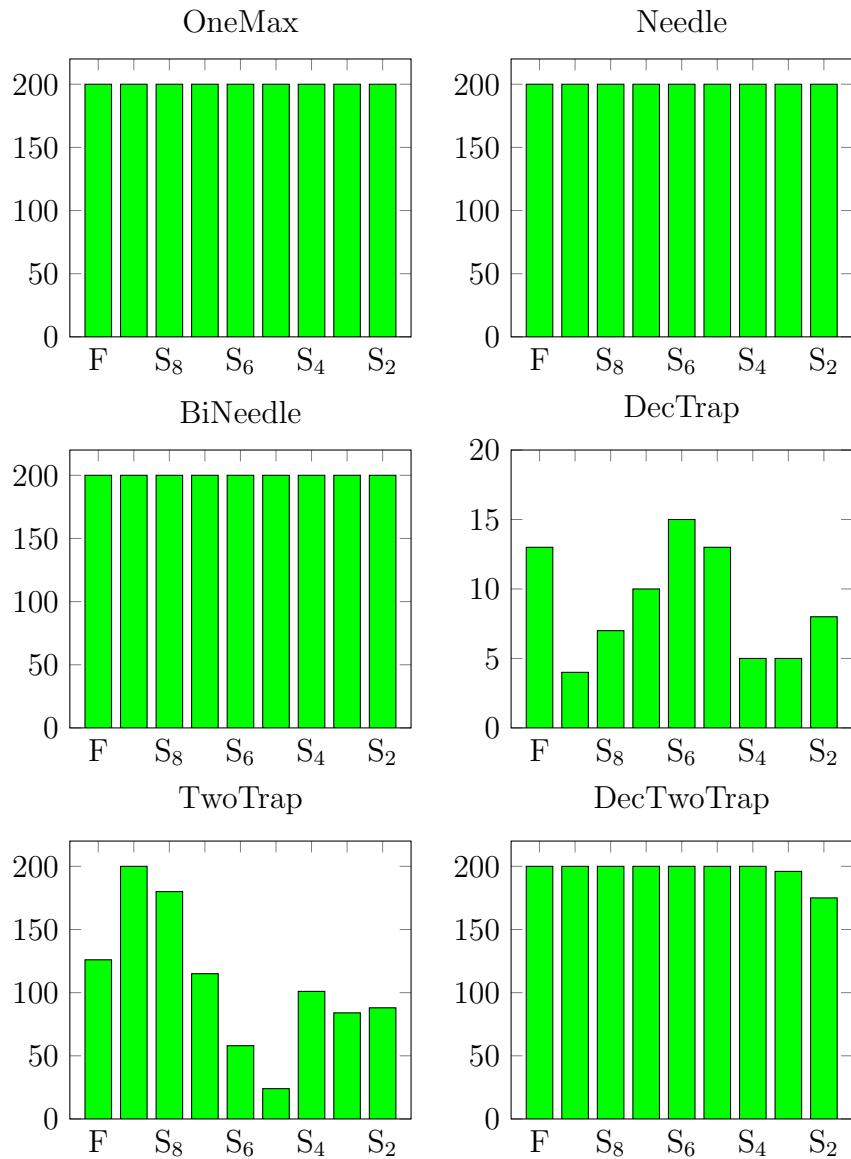 OneMax
200
150
100
50
0
F S₈ S₆ S₄ S₂
Needle
200
150
100
50
0
F S₈ S₆ S₄ S₂
BiNeedle
200
150
100
50
0
F S₈ S₆ S₄ S₂
DecTrap
20
15
10
5
0
F S₈ S₆ S₄ S₂
TwoTrap
200
150
100
50
0
F S₈ S₆ S₄ S₂
DecTwoTrap
200
150
100
50
0
F S₈ S₆ S₄ S₂